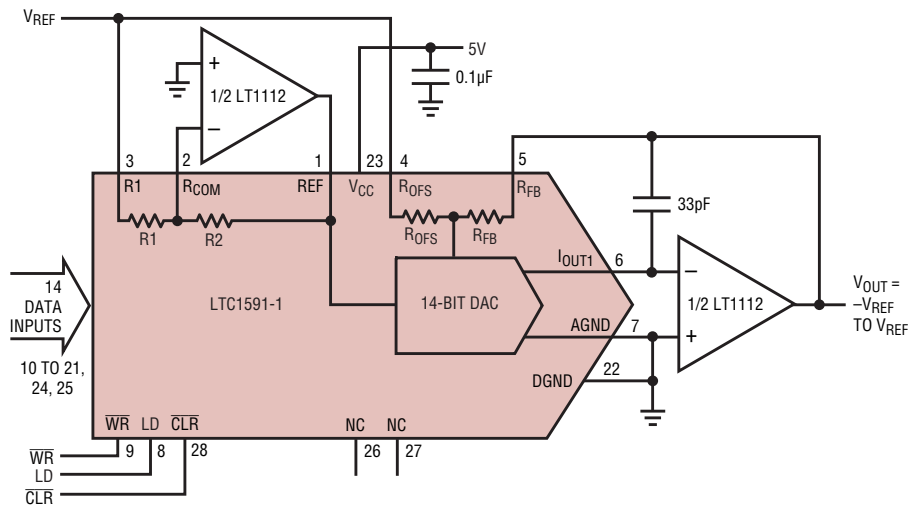 VREF
5V
0.1µF
+
1/2 LT1112
–
3
2
1
23
4
5
R1
RCOM
REF
VCC
ROFS
RFB
33pF
R1
R2
ROFS
RFB
IOUT1
6
–
14
DATA
INPUTS
LTC1591-1
14-BIT DAC
1/2 LT1112
VOUT =
–VREF
TO VREF
AGND
7
+
10 TO 21,
24, 25
DGND
22
WR
LD
CLR
NC
NC
9
8
28
26
27
WR
LD
CLR